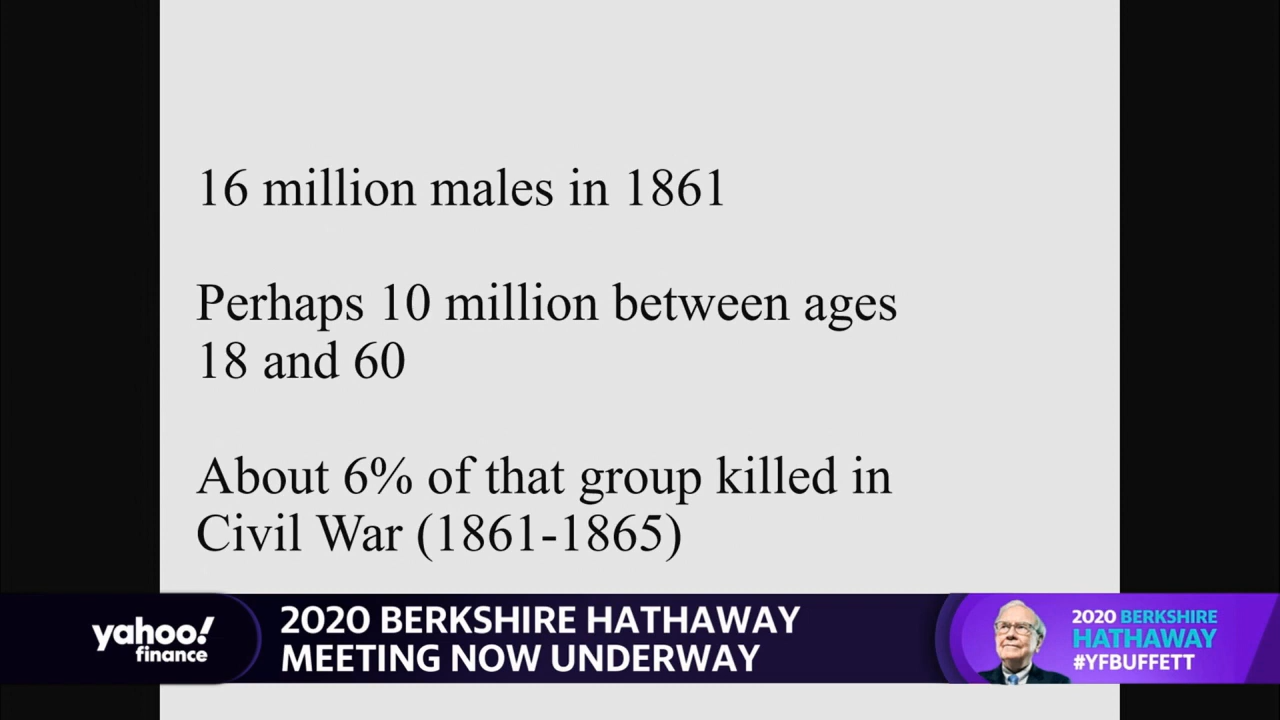 16 million males in 1861
Perhaps 10 million between ages
18 and 60
About 6% of that group killed in
Civil War (1861-1865)
yahoo!
finance
2020 BERKSHIRE HATHAWAY
MEETING NOW UNDERWAY
2020 BERKSHIRE
HATHAWAY
#YFBUFFETT